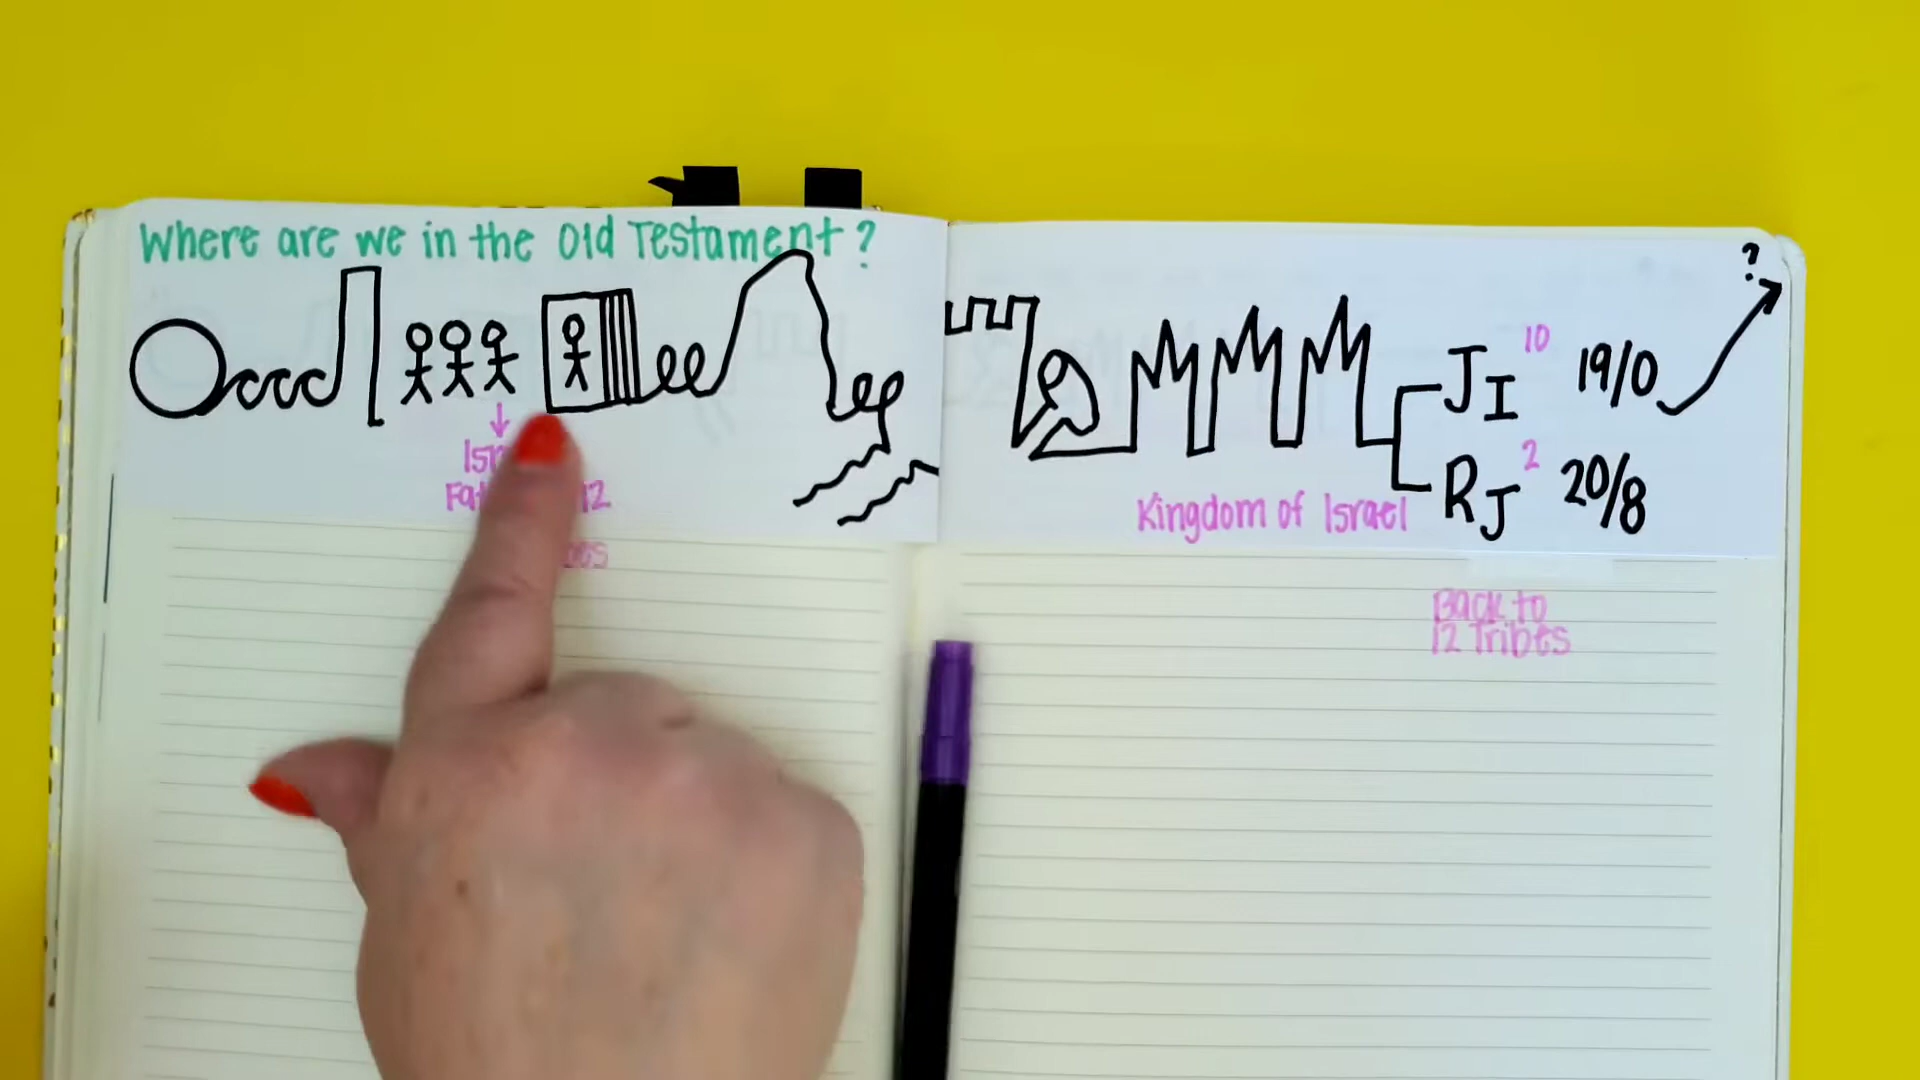 Where are we in the Old Testament?
?
10
JI 19/0
2
RJ 20/8
12
Kingdom of Israel
Back to
12 Tribes